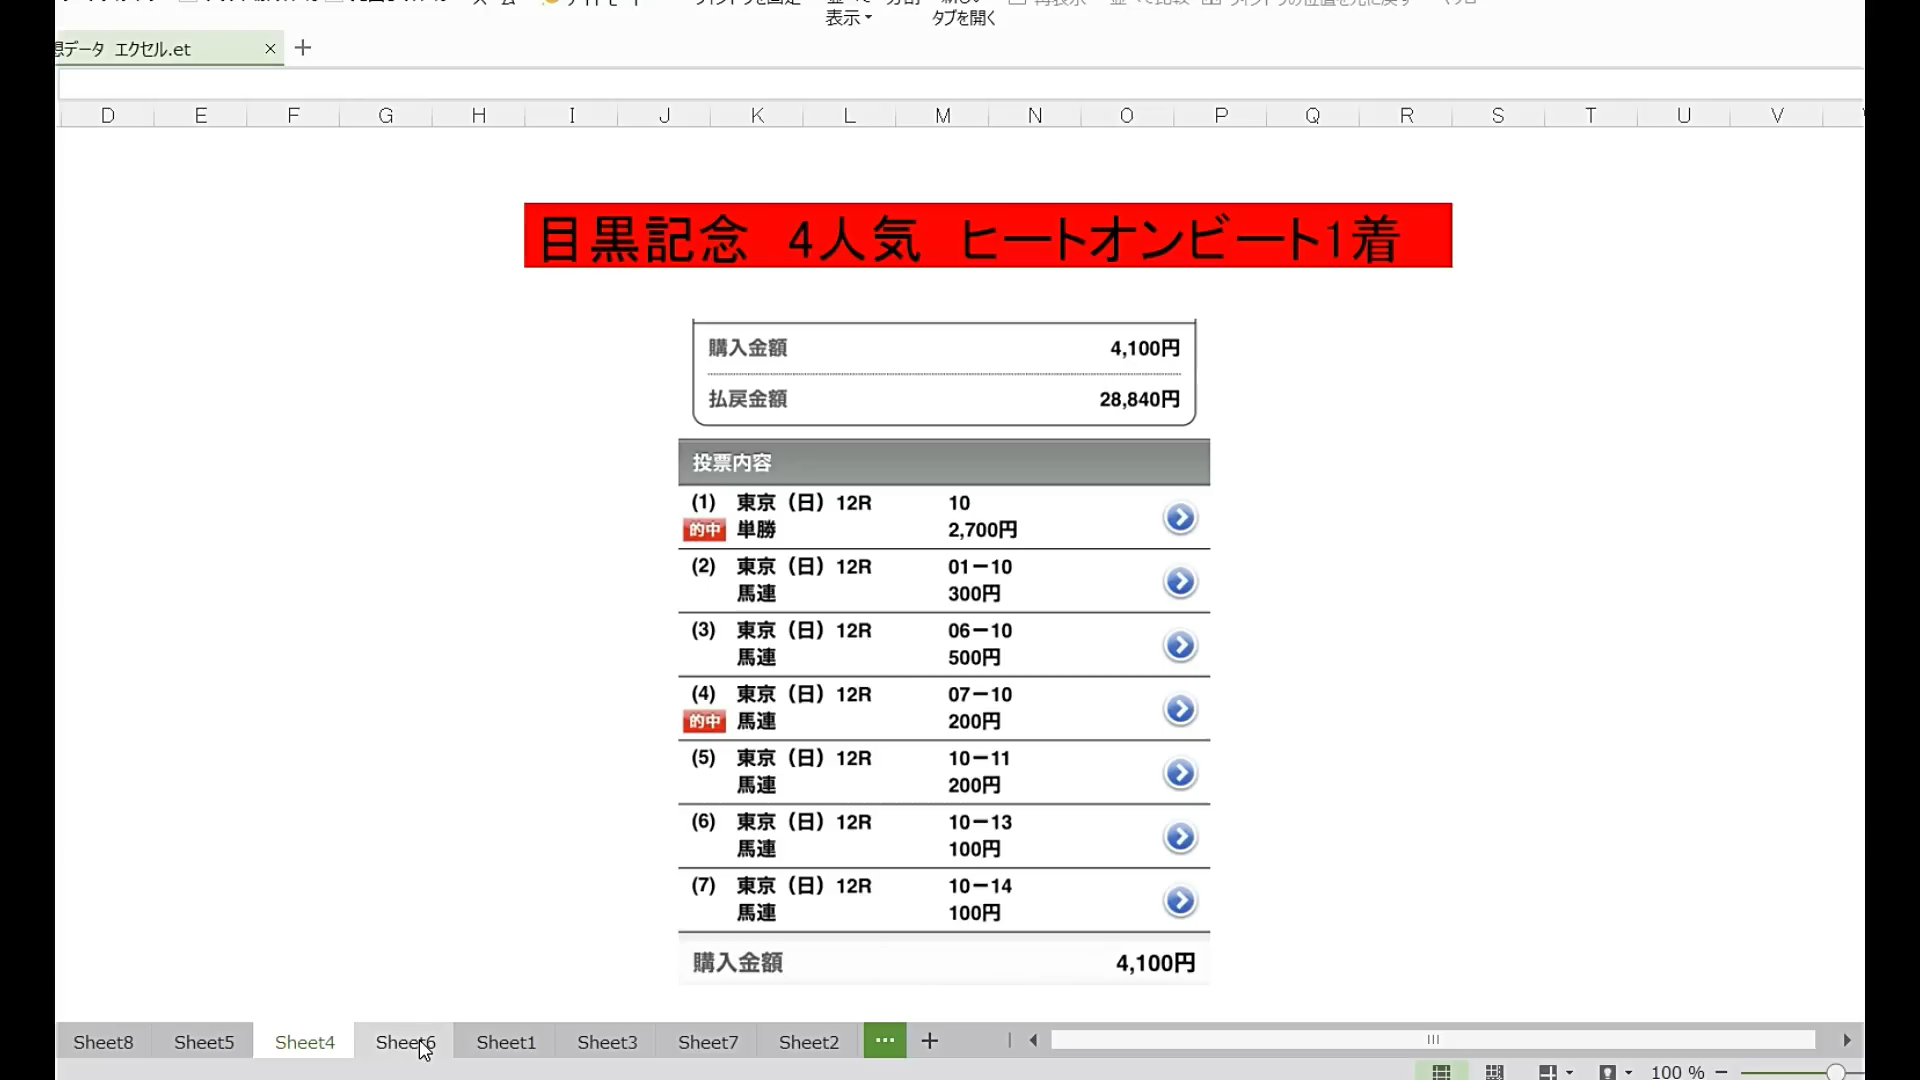 表示
タブを開く
データ エクセル.et × +
D E F G H I J K L M N O P Q R S T U V
目黒記念 4人気 ヒートオンビート1着
購入金額 4,100円
払戻金額 28,840円
投票内容
(1) 東京（日）12R 10
的中 単勝 2,700円
(2) 東京（日）12R 01－10
馬連 300円
(3) 東京（日）12R 06－10
馬連 500円
(4) 東京（日）12R 07－10
的中 馬連 200円
(5) 東京（日）12R 10－11
馬連 200円
(6) 東京（日）12R 10－13
馬連 100円
(7) 東京（日）12R 10－14
馬連 100円
購入金額 4,100円
Sheet8 Sheet5 Sheet4 Sheet6 Sheet1 Sheet3 Sheet7 Sheet2 ··· +
100 % −